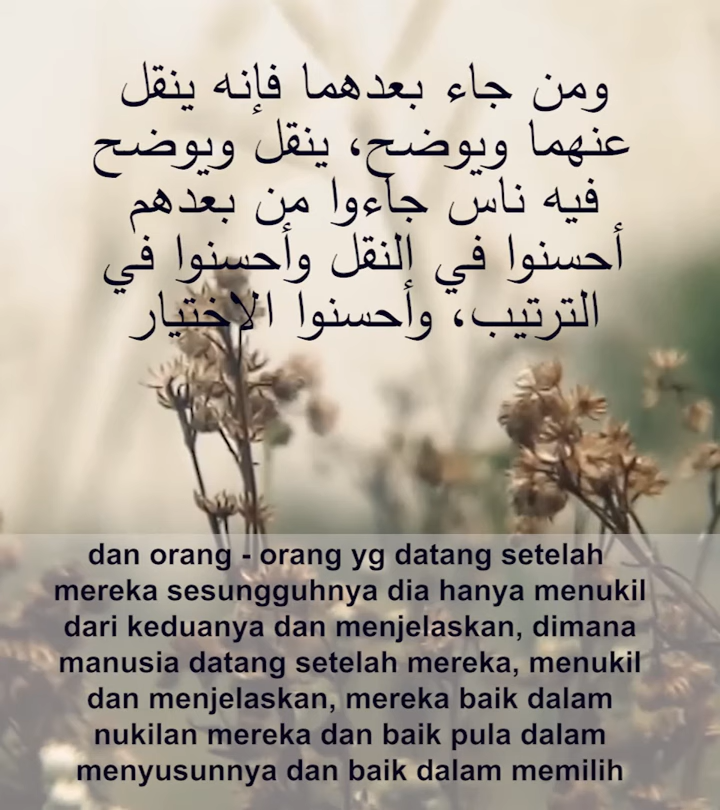 ومن جاء بعدهما فإنه ينقل
عنهما ويوضح، ينقل ويوضح
فيه ناس جاءوا من بعدهم
أحسنوا في النقل وأحسنوا في
الترتيب، وأحسنوا الاختيار
dan orang - orang yg datang setelah
mereka sesungguhnya dia hanya menukil
dari keduanya dan menjelaskan, dimana
manusia datang setelah mereka, menukil
dan menjelaskan, mereka baik dalam
nukilan mereka dan baik pula dalam
menyusunnya dan baik dalam memilih